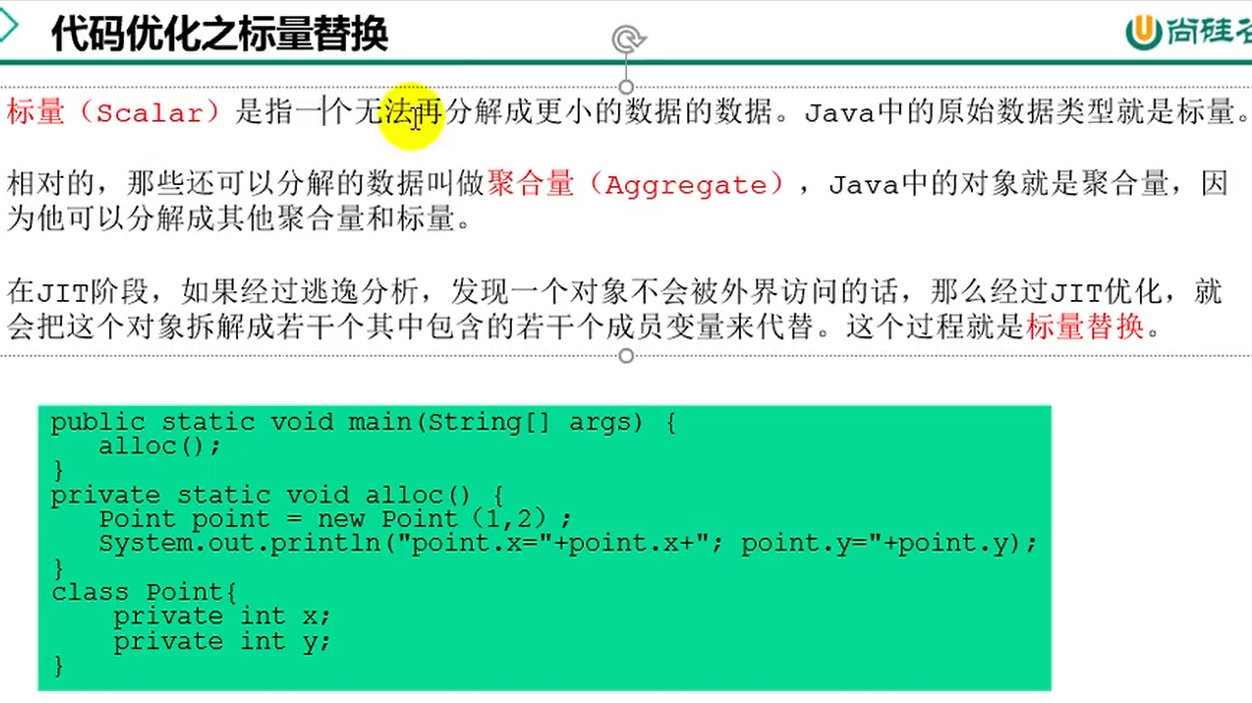 代码优化之标量替换
尚硅谷
标量（Scalar）是指一个无法再分解成更小的数据的数据。Java中的原始数据类型就是标量。
相对的，那些还可以分解的数据叫做聚合量（Aggregate），Java中的对象就是聚合量，因
为他可以分解成其他聚合量和标量。
在JIT阶段，如果经过逃逸分析，发现一个对象不会被外界访问的话，那么经过JIT优化，就
会把这个对象拆解成若干个其中包含的若干个成员变量来代替。这个过程就是标量替换。
public static void main(String[] args) {
   alloc();
}
private static void alloc() {
   Point point = new Point（1,2）;
   System.out.println("point.x="+point.x+"; point.y="+point.y);
}
class Point{
    private int x;
    private int y;
}